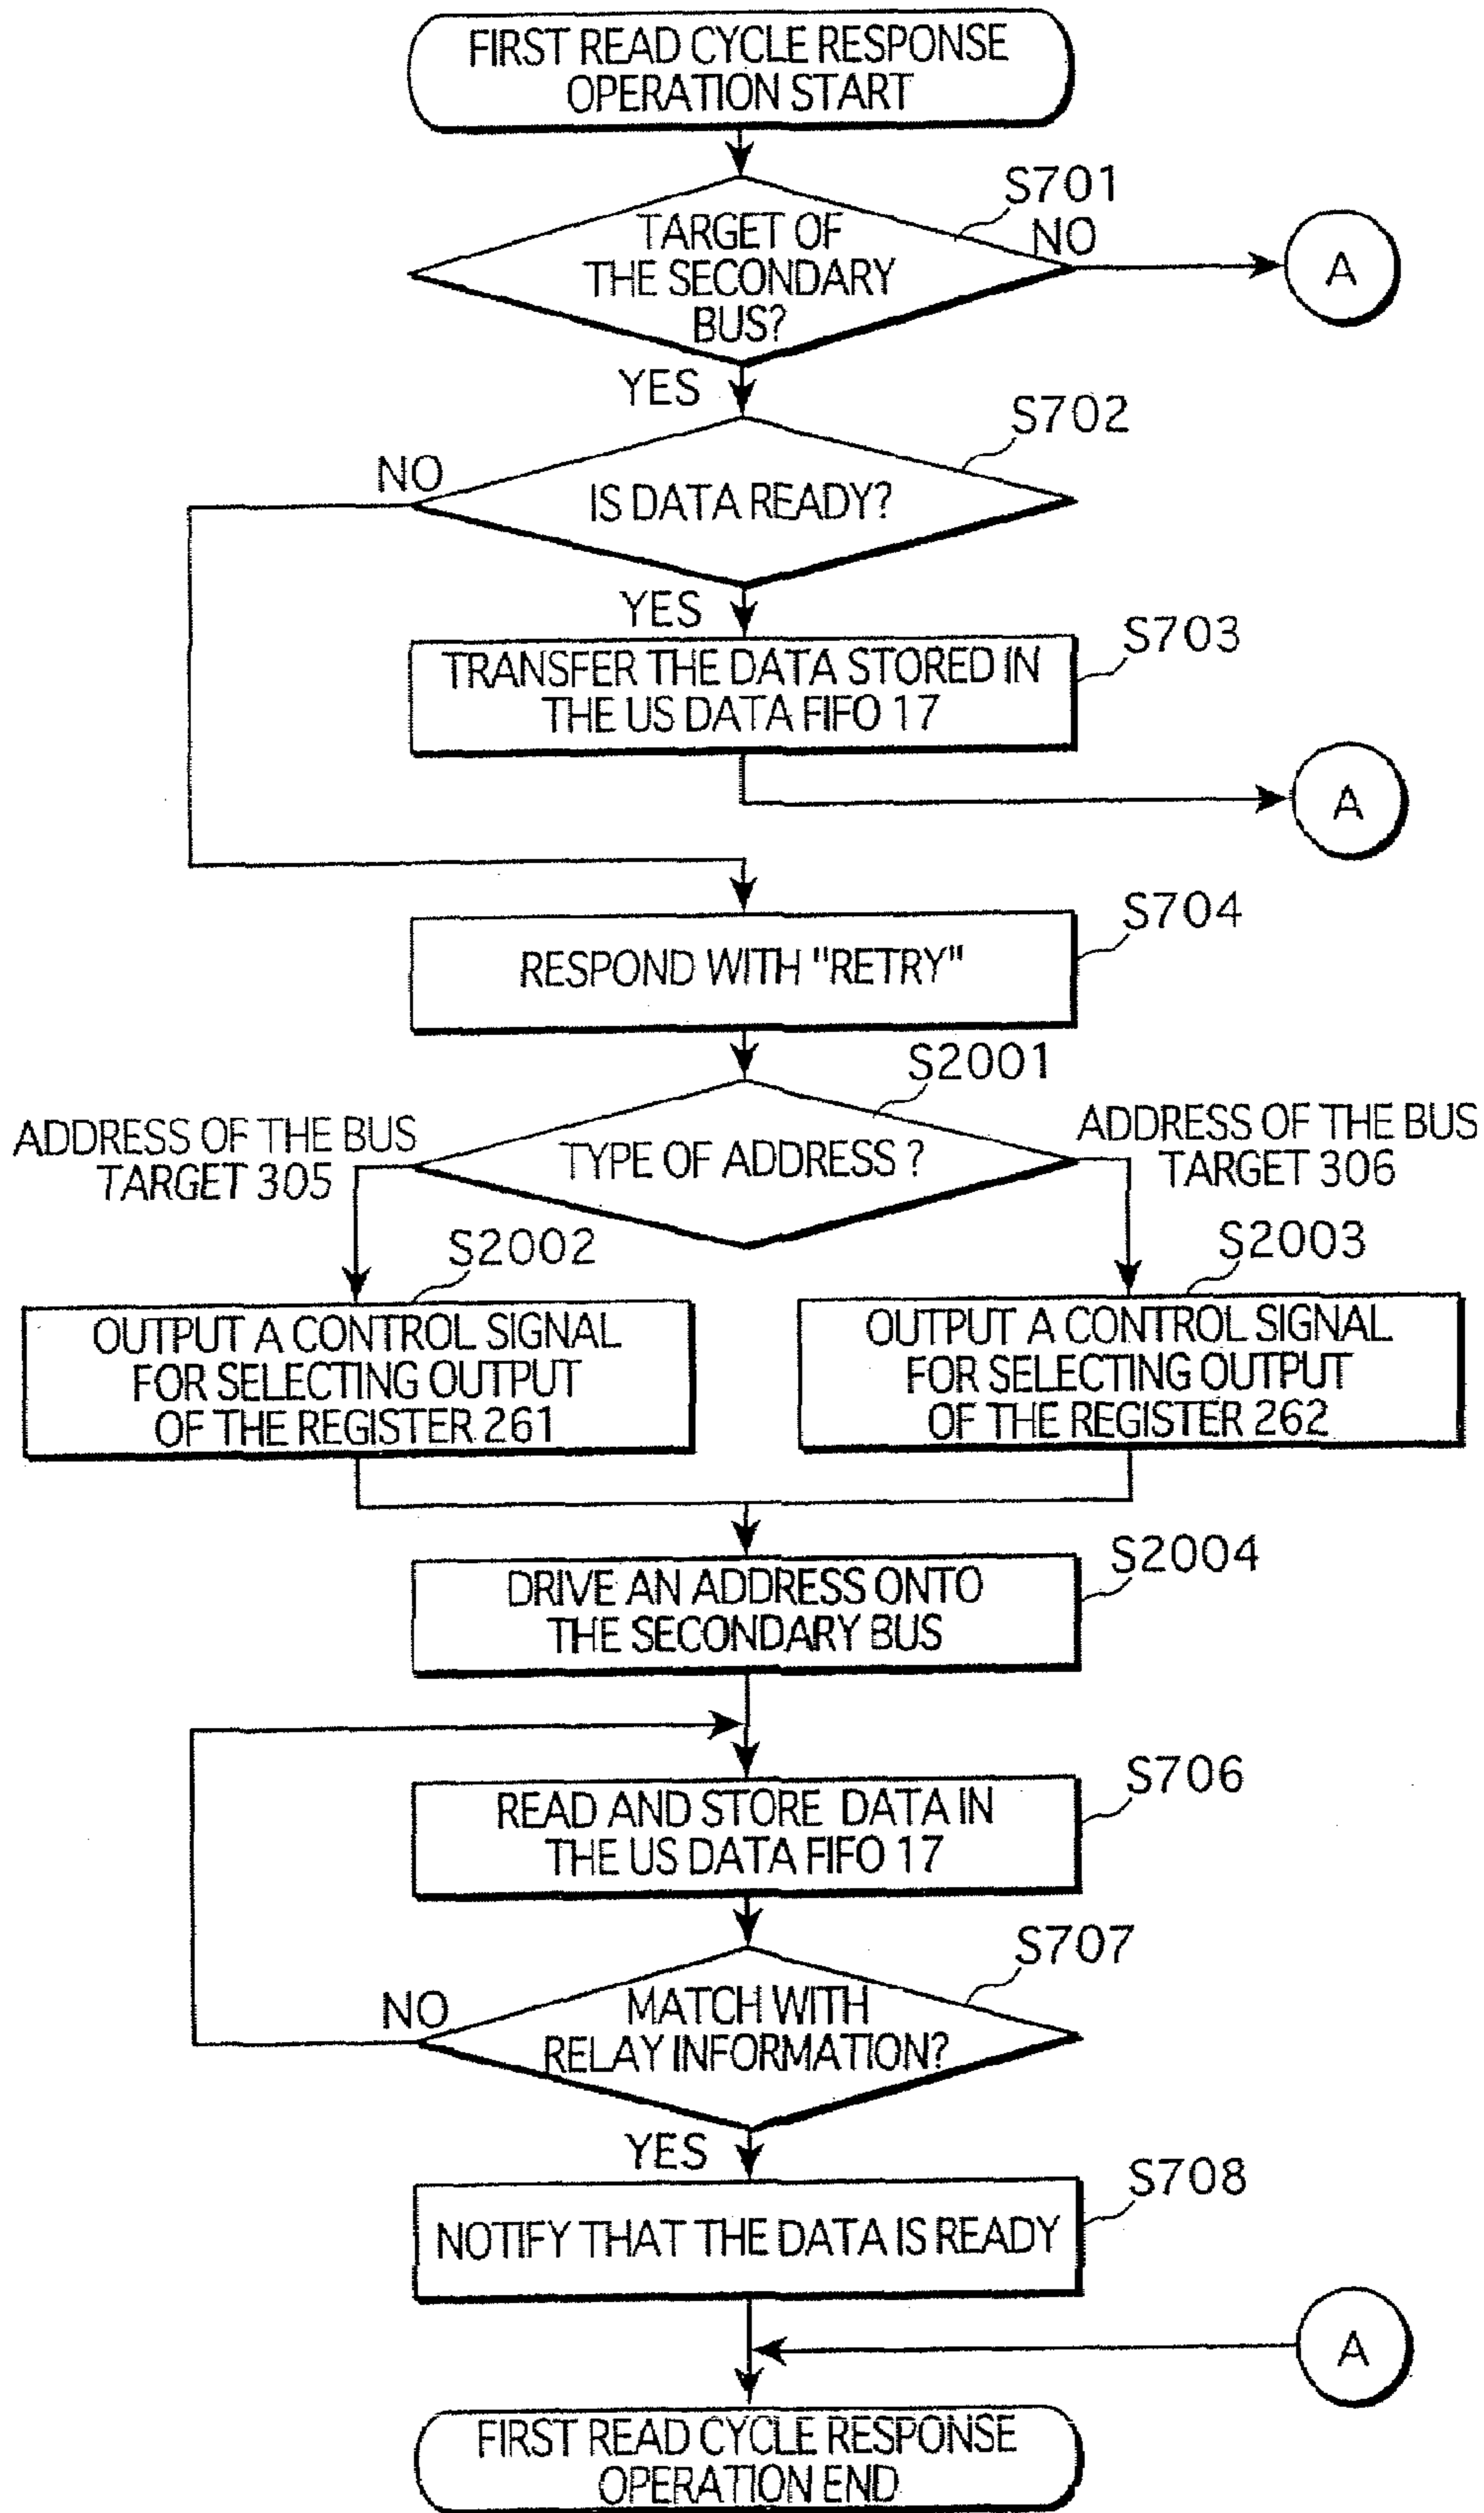 FIRST READ CYCLE RESPONSE
OPERATION START
S701
TARGET OF
THE SECONDARY
BUS?
NO
A
YES
S702
NO
IS DATA READY?
YES
S703
TRANSFER THE DATA STORED IN
THE US DATA FIFO 17
A
S704
RESPOND WITH "RETRY"
S2001
ADDRESS OF THE BUS
TARGET 305
TYPE OF ADDRESS ?
ADDRESS OF THE BUS
TARGET 306
S2002
OUTPUT A CONTROL SIGNAL
FOR SELECTING OUTPUT
OF THE REGISTER 261
S2003
OUTPUT A CONTROL SIGNAL
FOR SELECTING OUTPUT
OF THE REGISTER 262
S2004
DRIVE AN ADDRESS ONTO
THE SECONDARY BUS
S706
READ AND STORE DATA IN
THE US DATA FIFO 17
S707
NO
MATCH WITH
RELAY INFORMATION?
YES
S708
NOTIFY THAT THE DATA IS READY
A
FIRST READ CYCLE RESPONSE
OPERATION END